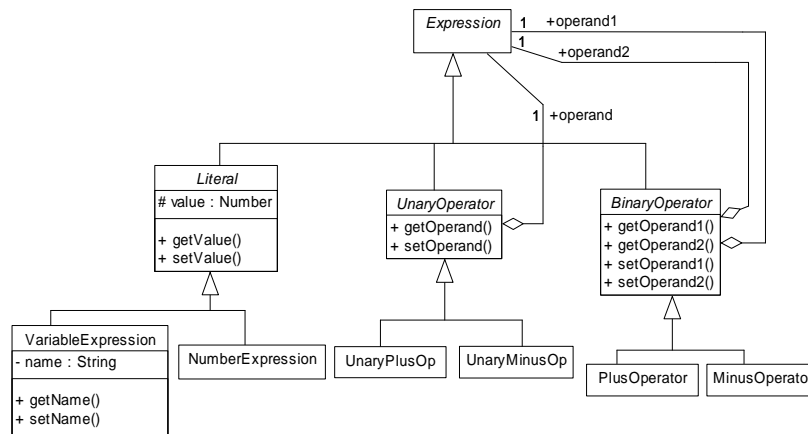 Expression
1 +operand1
1
+operand2
1 +operand
Literal
# value : Number
+ getValue()
+ setValue()
UnaryOperator
+ getOperand()
+ setOperand()
BinaryOperator
+ getOperand1()
+ getOperand2()
+ setOperand1()
+ setOperand2()
VariableExpression
- name : String
+ getName()
+ setName()
NumberExpression
UnaryPlusOp
UnaryMinusOp
PlusOperator
MinusOperato